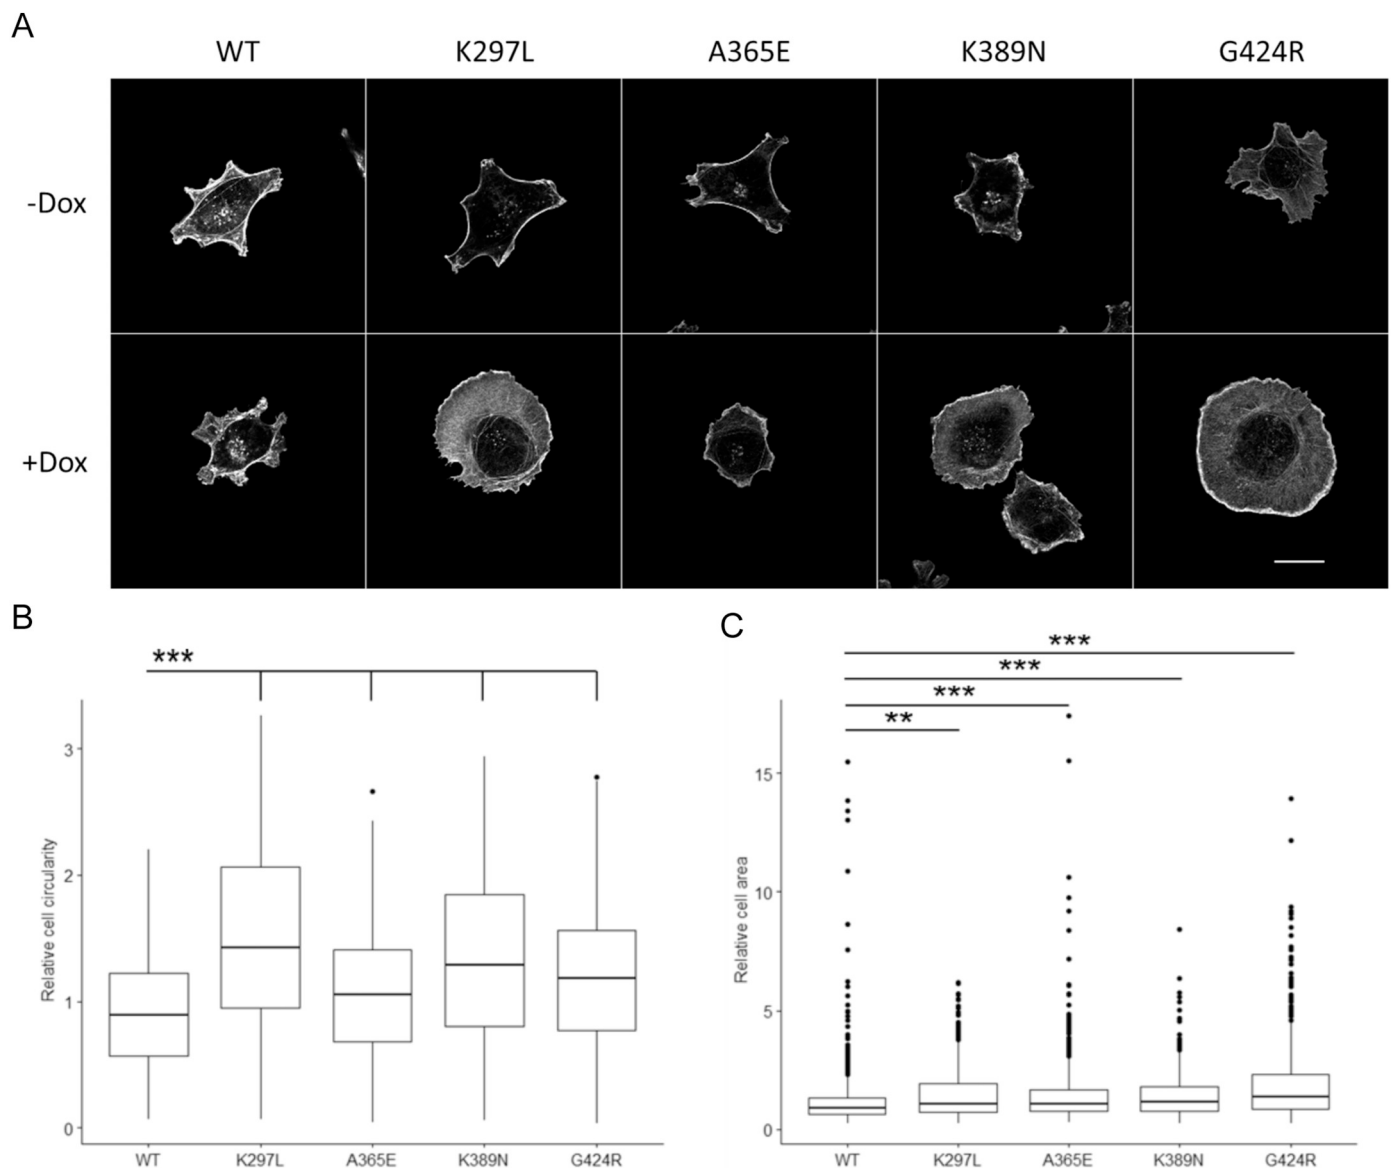 A
WT K297L A365E K389N G424R
-Dox
+Dox
B
***
Relative cell circularity
3
2
1
0
WT K297L A365E K389N G424R
C
***
***
***
**
Relative cell area
15
10
5
0
WT K297L A365E K389N G424R